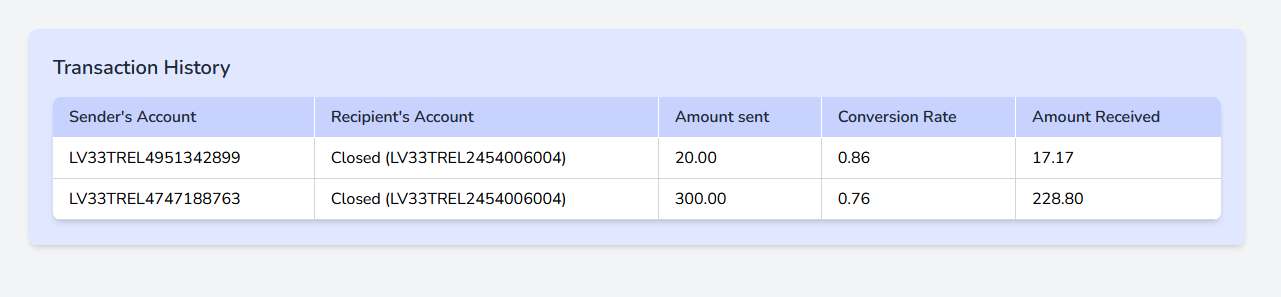 Transaction History
Sender's Account Recipient's Account Amount sent Conversion Rate Amount Received
LV33TREL4951342899 Closed (LV33TREL2454006004) 20.00 0.86 17.17
LV33TREL4747188763 Closed (LV33TREL2454006004) 300.00 0.76 228.80